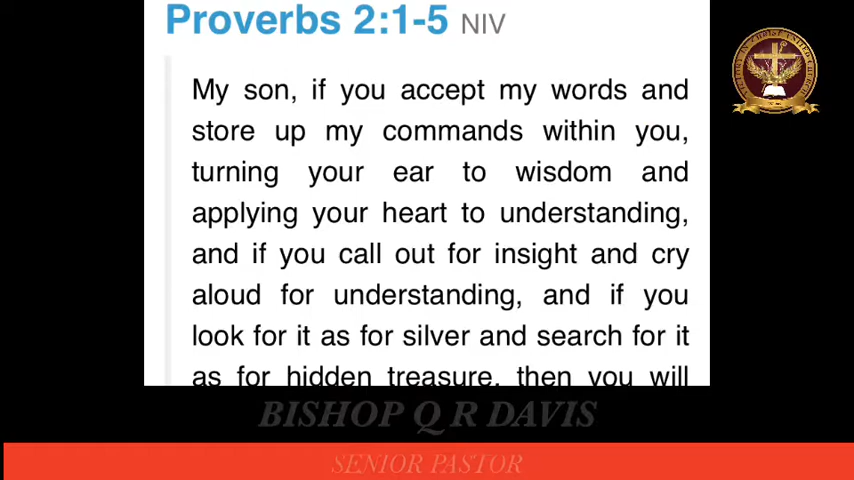 Proverbs 2:1-5 NIV
My son, if you accept my words and
store up my commands within you,
turning your ear to wisdom and
applying your heart to understanding,
and if you call out for insight and cry
aloud for understanding, and if you
look for it as for silver and search for it
as for hidden treasure, then you will
BISHOP Q R DAVIS
SENIOR PASTOR